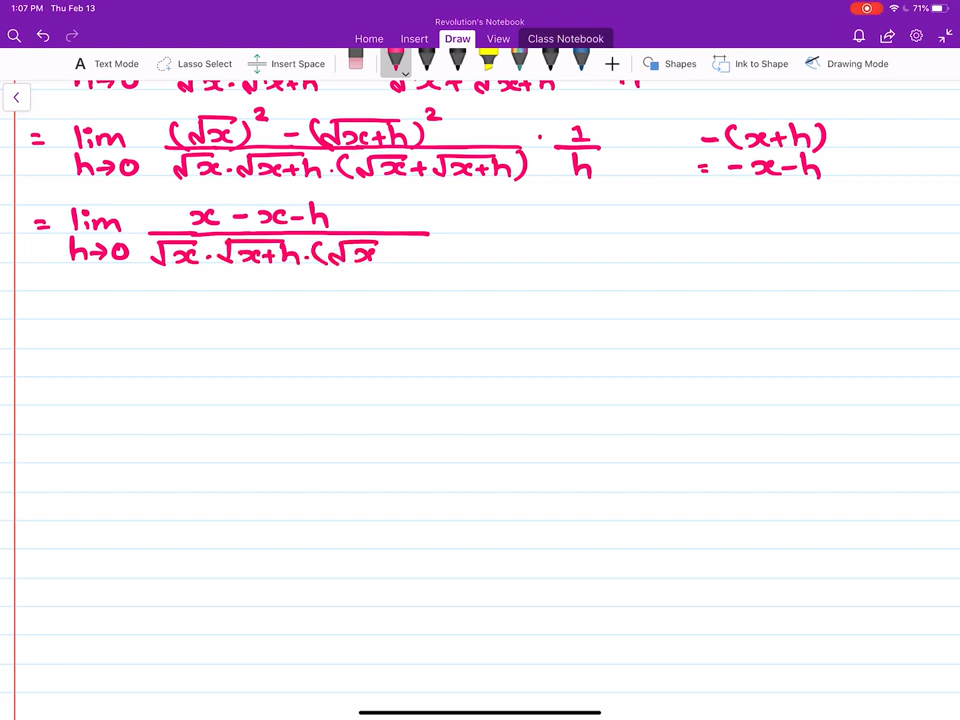 1:07 PM Thu Feb 13
71%
Revolution's Notebook
Home Insert Draw View Class Notebook
Text Mode Lasso Select Insert Space Shapes Ink to Shape Drawing Mode
h→0 √x·√x+h √x+√x+h h
= lim (√x)² - (√x+h)² · 1 -(x+h)
h→0 √x·√x+h·(√x+√x+h) h = -x-h
= lim x-x-h
h→0 √x·√x+h·(√x